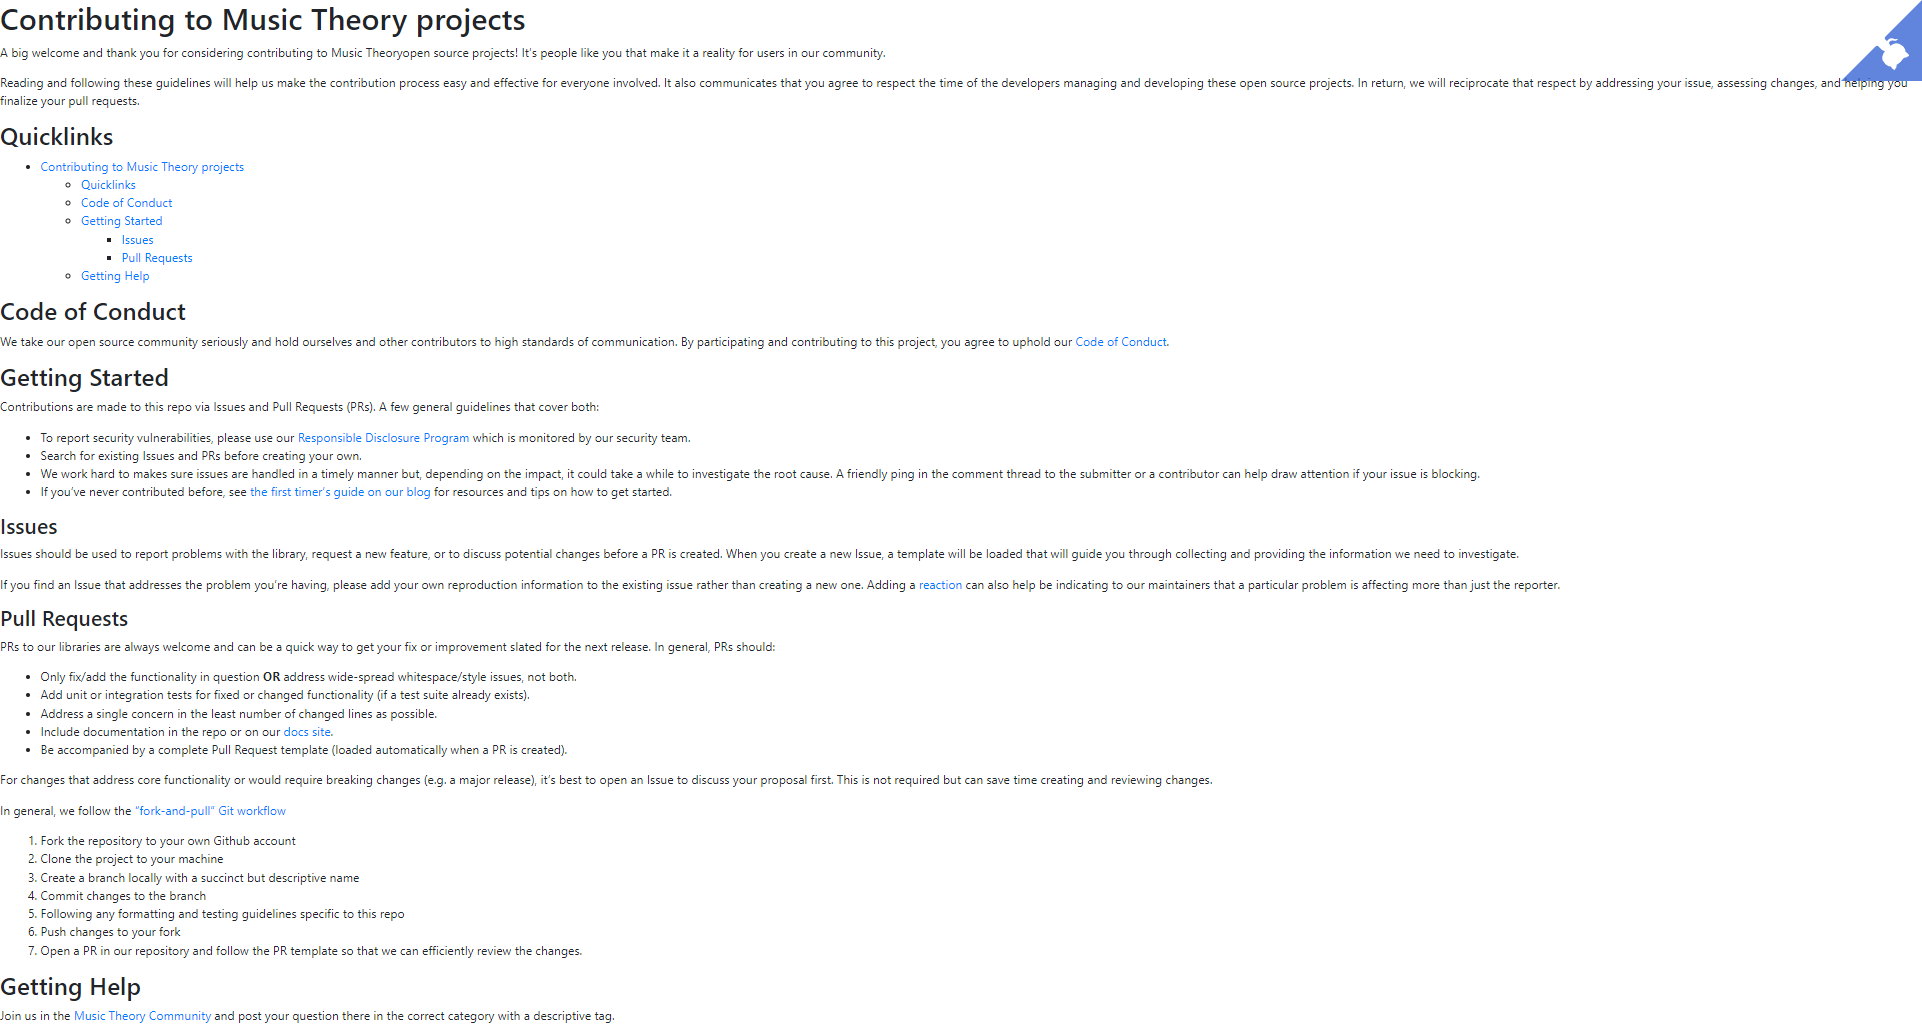 Contributing to Music Theory projects
A big welcome and thank you for considering contributing to Music Theoryopen source projects! It’s people like you that make it a reality for users in our community.
Reading and following these guidelines will help us make the contribution process easy and effective for everyone involved. It also communicates that you agree to respect the time of the developers managing and developing these open source projects. In return, we will reciprocate that respect by addressing your issue, assessing changes, and helping you
finalize your pull requests.
Quicklinks
• Contributing to Music Theory projects
◦ Quicklinks
◦ Code of Conduct
◦ Getting Started
▪ Issues
▪ Pull Requests
◦ Getting Help
Code of Conduct
We take our open source community seriously and hold ourselves and other contributors to high standards of communication. By participating and contributing to this project, you agree to uphold our Code of Conduct.
Getting Started
Contributions are made to this repo via Issues and Pull Requests (PRs). A few general guidelines that cover both:
• To report security vulnerabilities, please use our Responsible Disclosure Program which is monitored by our security team.
• Search for existing Issues and PRs before creating your own.
• We work hard to makes sure issues are handled in a timely manner but, depending on the impact, it could take a while to investigate the root cause. A friendly ping in the comment thread to the submitter or a contributor can help draw attention if your issue is blocking.
• If you’ve never contributed before, see the first timer’s guide on our blog for resources and tips on how to get started.
Issues
Issues should be used to report problems with the library, request a new feature, or to discuss potential changes before a PR is created. When you create a new Issue, a template will be loaded that will guide you through collecting and providing the information we need to investigate.
If you find an Issue that addresses the problem you’re having, please add your own reproduction information to the existing issue rather than creating a new one. Adding a reaction can also help be indicating to our maintainers that a particular problem is affecting more than just the reporter.
Pull Requests
PRs to our libraries are always welcome and can be a quick way to get your fix or improvement slated for the next release. In general, PRs should:
• Only fix/add the functionality in question OR address wide-spread whitespace/style issues, not both.
• Add unit or integration tests for fixed or changed functionality (if a test suite already exists).
• Address a single concern in the least number of changed lines as possible.
• Include documentation in the repo or on our docs site.
• Be accompanied by a complete Pull Request template (loaded automatically when a PR is created).
For changes that address core functionality or would require breaking changes (e.g. a major release), it’s best to open an Issue to discuss your proposal first. This is not required but can save time creating and reviewing changes.
In general, we follow the “fork-and-pull” Git workflow
1. Fork the repository to your own Github account
2. Clone the project to your machine
3. Create a branch locally with a succinct but descriptive name
4. Commit changes to the branch
5. Following any formatting and testing guidelines specific to this repo
6. Push changes to your fork
7. Open a PR in our repository and follow the PR template so that we can efficiently review the changes.
Getting Help
Join us in the Music Theory Community and post your question there in the correct category with a descriptive tag.